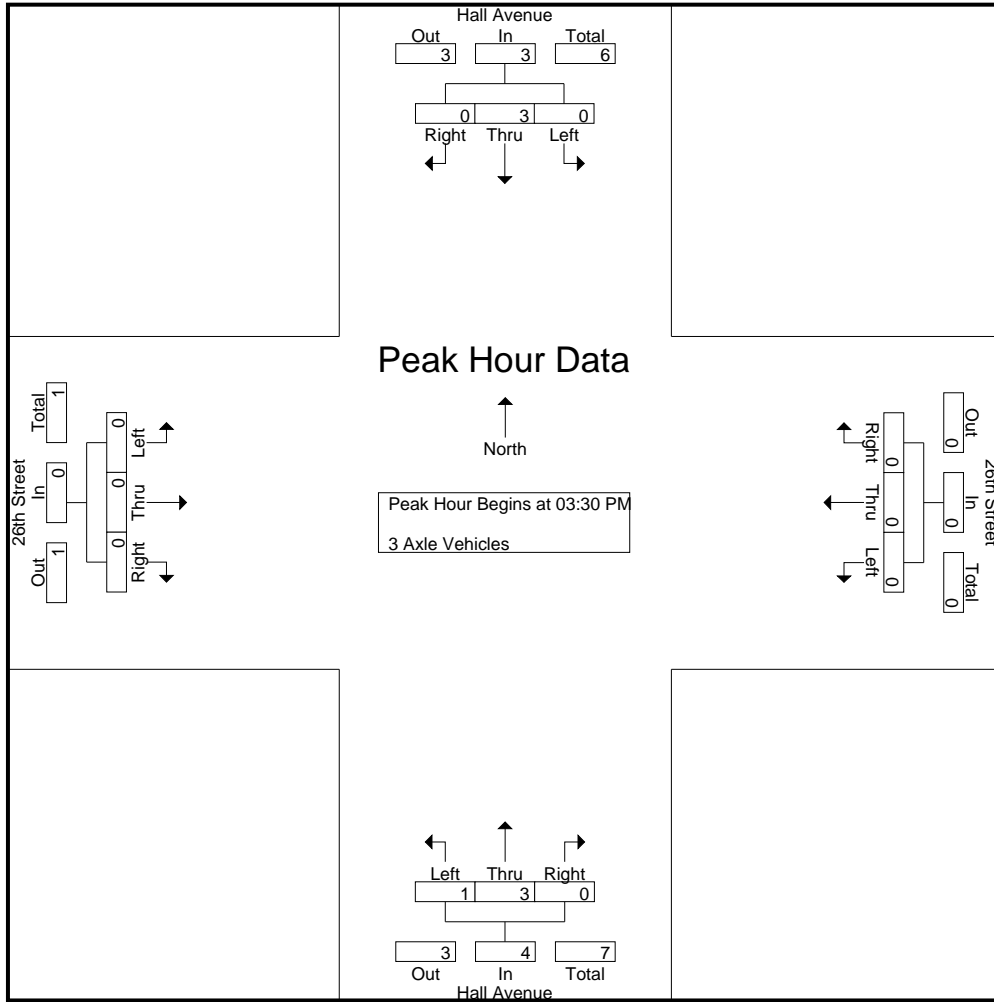 Hall Avenue
Out In Total
3 3 6
0 3 0
Right Thru Left
Peak Hour Data
North
Peak Hour Begins at 03:30 PM
3 Axle Vehicles
26th Street
Total In Out
1 0 1
0 0 0
Left Thru Right
Right Thru Left
0 0 0
Out In Total
0 0 0
26th Street
Left Thru Right
1 3 0
3 4 7
Out In Total
Hall Avenue